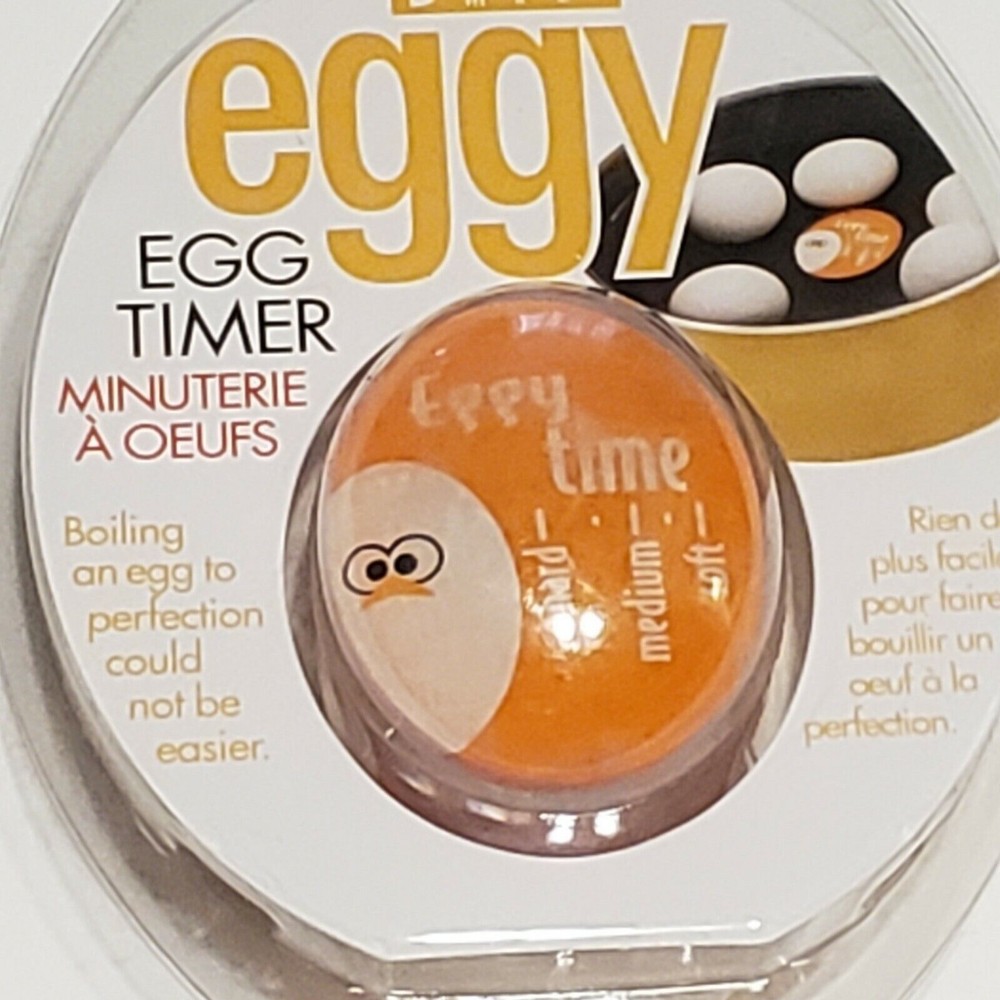 eggy
EGG
TIMER
MINUTERIE
À OEUFS
Boiling
an egg to
perfection
could
not be
easier.
Eggy
time
hard
medium
soft
Rien
plus facile
pour faire
bouillir un
oeuf à la
perfection.